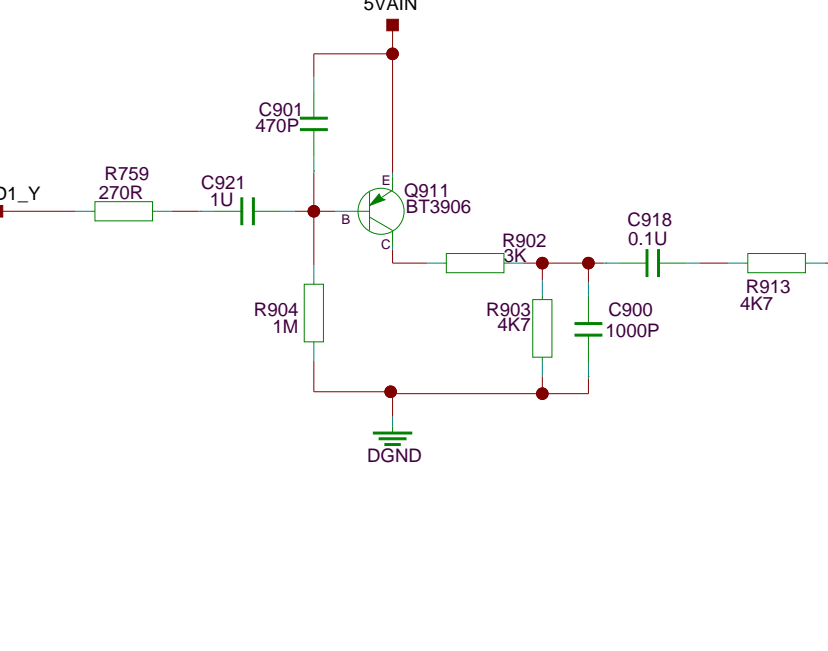 5VAIN
C901
470P
R759
270R
C921
1U
D1_Y
E
Q911
BT3906
B
C
C918
0.1U
R902
3K
R913
4K7
R904
1M
R903
4K7
C900
1000P
DGND